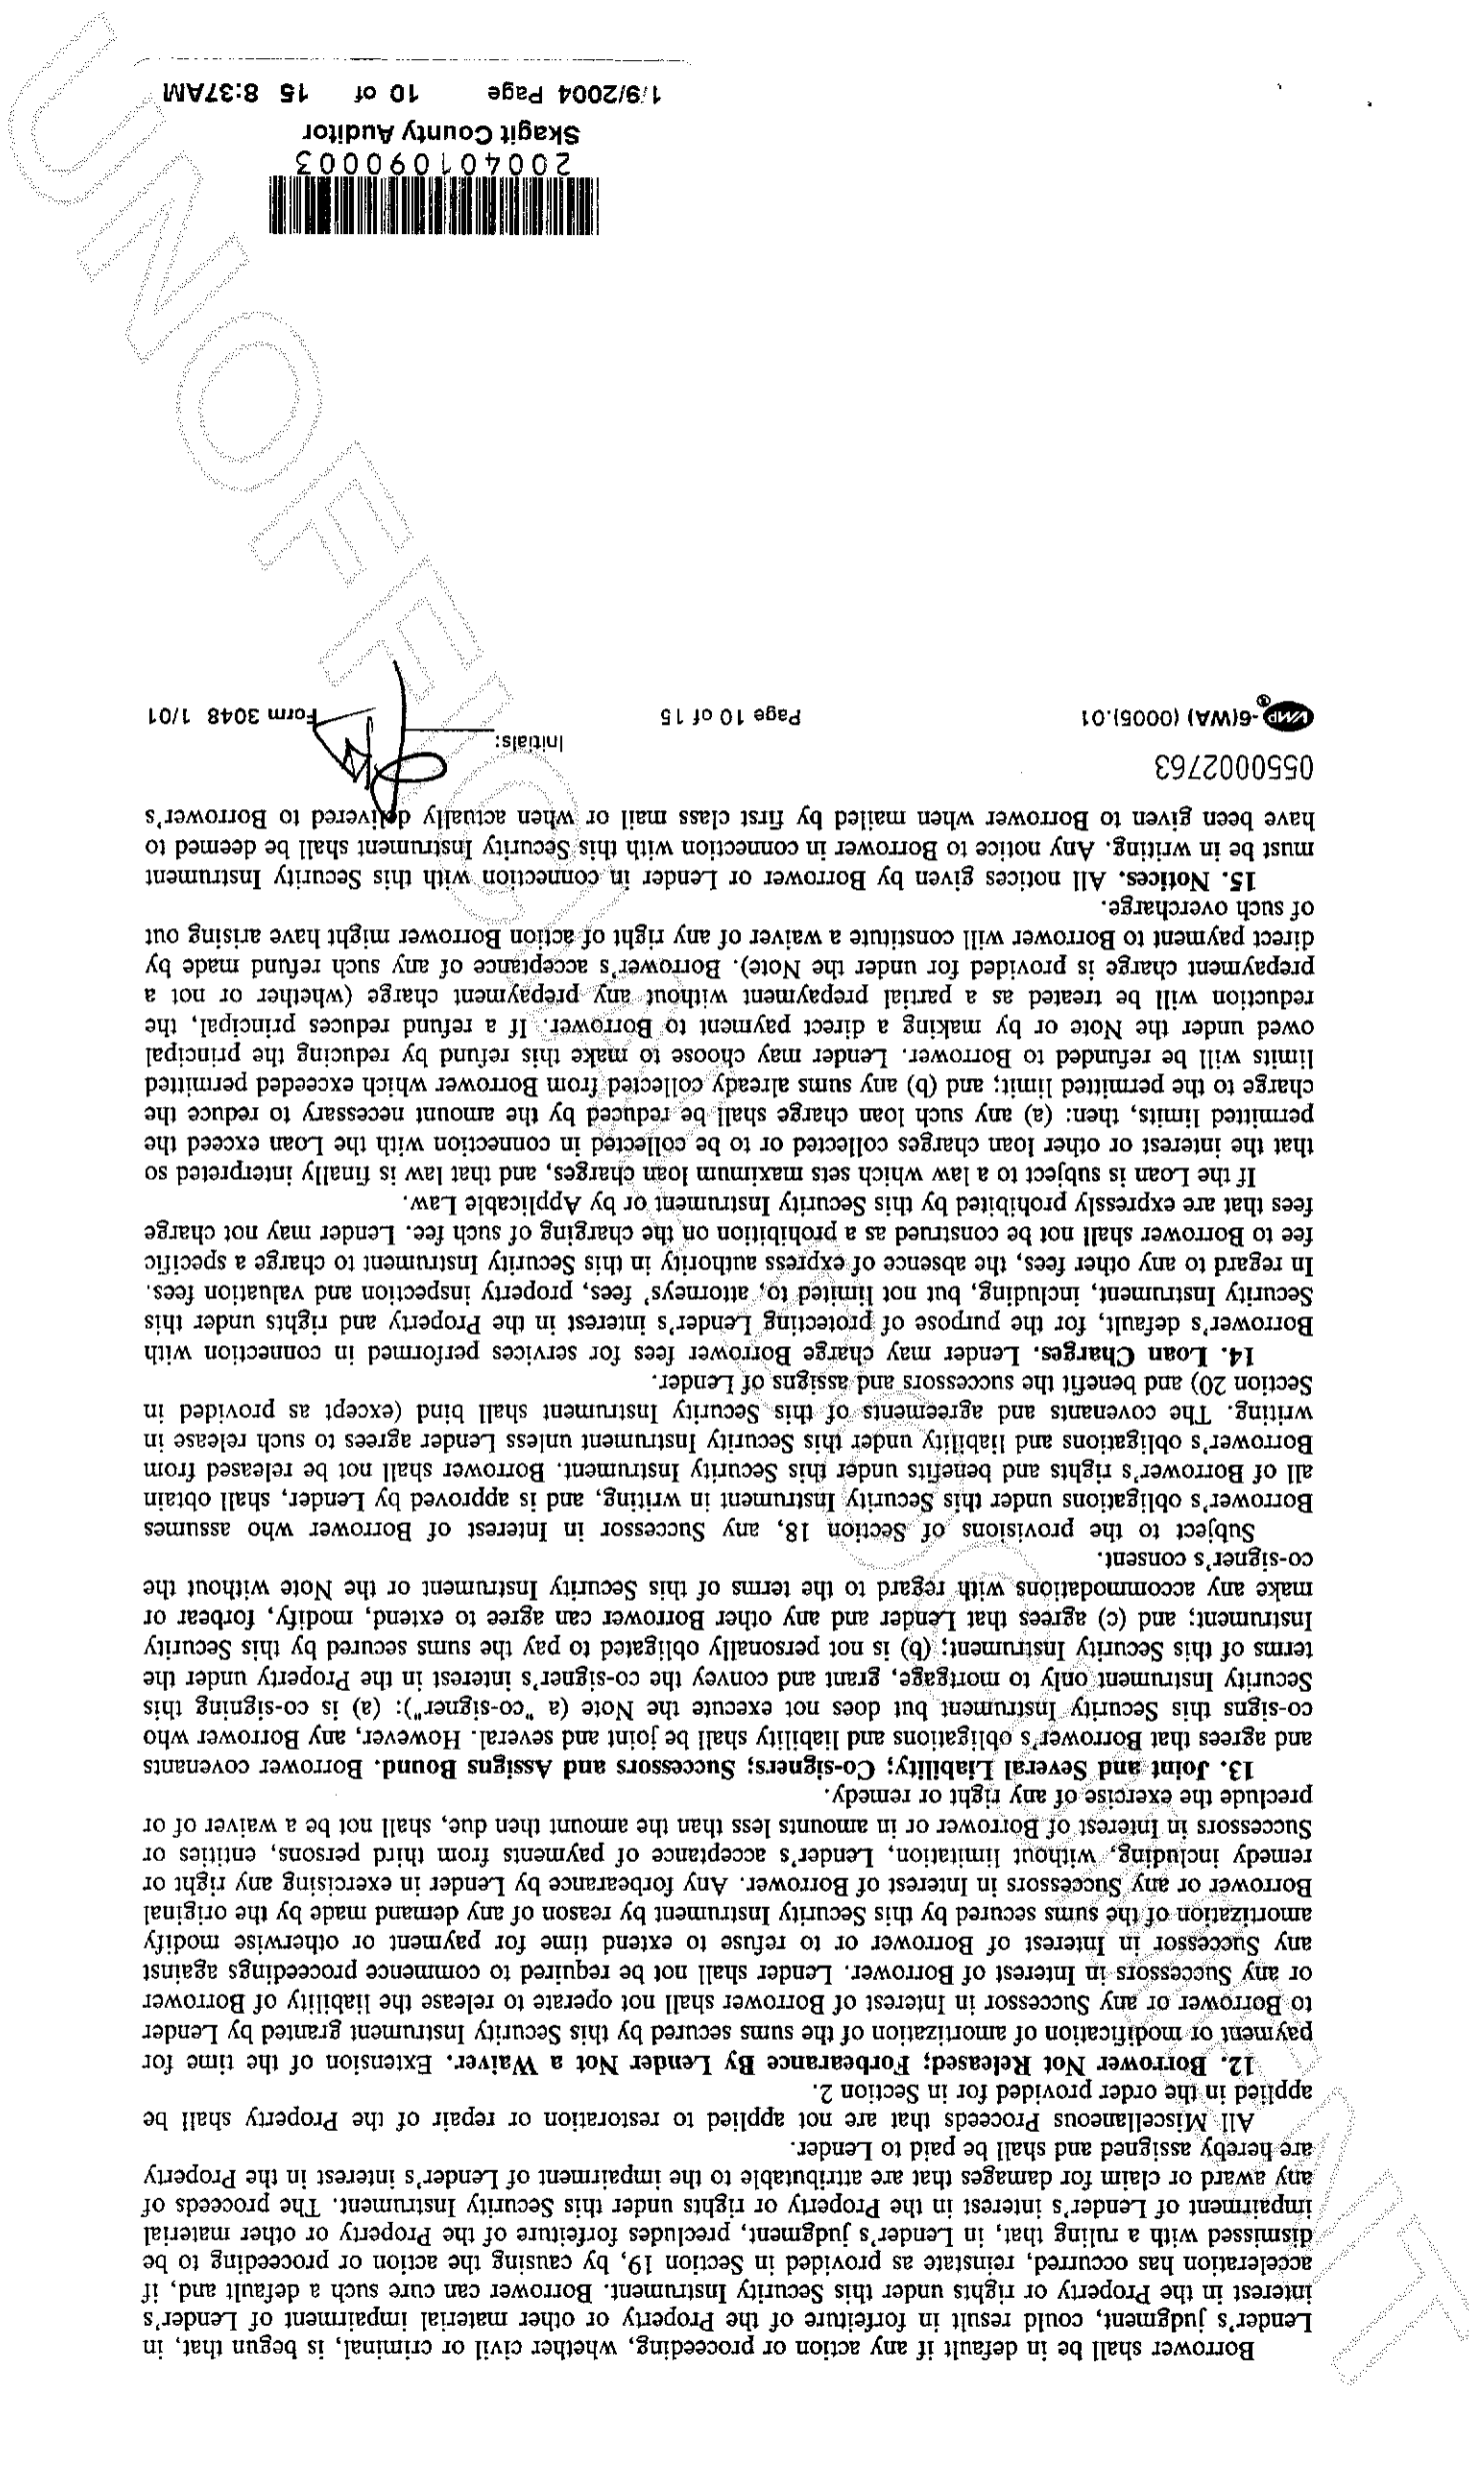 Borrower shall be in default if any action or proceeding, whether civil or criminal, is begun that, in
Lender's judgment, could result in forfeiture of the Property or other material impairment of Lender's
interest in the Property or rights under this Security Instrument. Borrower can cure such a default and, if
acceleration has occurred, reinstate as provided in Section 19, by causing the action or proceeding to be
dismissed with a ruling that, in Lender's judgment, precludes forfeiture of the Property or other material
impairment of Lender's interest in the Property or rights under this Security Instrument. The proceeds of
any award or claim for damages that are attributable to the impairment of Lender's interest in the Property
are hereby assigned and shall be paid to Lender.
All Miscellaneous Proceeds that are not applied to restoration or repair of the Property shall be
applied in the order provided for in Section 2.
12. Borrower Not Released; Forbearance By Lender Not a Waiver. Extension of the time for
payment or modification of amortization of the sums secured by this Security Instrument granted by Lender
to Borrower or any Successor in Interest of Borrower shall not operate to release the liability of Borrower
or any Successors in Interest of Borrower. Lender shall not be required to commence proceedings against
any Successor in Interest of Borrower or to refuse to extend time for payment or otherwise modify
amortization of the sums secured by this Security Instrument by reason of any demand made by the original
Borrower or any Successors in Interest of Borrower. Any forbearance by Lender in exercising any right or
remedy including, without limitation, Lender's acceptance of payments from third persons, entities or
Successors in Interest of Borrower or in amounts less than the amount then due, shall not be a waiver of or
preclude the exercise of any right or remedy.
13. Joint and Several Liability; Co-signers; Successors and Assigns Bound. Borrower covenants
and agrees that Borrower's obligations and liability shall be joint and several. However, any Borrower who
co-signs this Security Instrument but does not execute the Note (a "co-signer"): (a) is co-signing this
Security Instrument only to mortgage, grant and convey the co-signer's interest in the Property under the
terms of this Security Instrument; (b) is not personally obligated to pay the sums secured by this Security
Instrument; and (c) agrees that Lender and any other Borrower can agree to extend, modify, forbear or
make any accommodations with regard to the terms of this Security Instrument or the Note without the
co-signer's consent.
Subject to the provisions of Section 18, any Successor in Interest of Borrower who assumes
Borrower's obligations under this Security Instrument in writing, and is approved by Lender, shall obtain
all of Borrower's rights and benefits under this Security Instrument. Borrower shall not be released from
Borrower's obligations and liability under this Security Instrument unless Lender agrees to such release in
writing. The covenants and agreements of this Security Instrument shall bind (except as provided in
Section 20) and benefit the successors and assigns of Lender.
14. Loan Charges. Lender may charge Borrower fees for services performed in connection with
Borrower's default, for the purpose of protecting Lender's interest in the Property and rights under this
Security Instrument, including, but not limited to, attorneys' fees, property inspection and valuation fees.
In regard to any other fees, the absence of express authority in this Security Instrument to charge a specific
fee to Borrower shall not be construed as a prohibition on the charging of such fee. Lender may not charge
fees that are expressly prohibited by this Security Instrument or by Applicable Law.
If the Loan is subject to a law which sets maximum loan charges, and that law is finally interpreted so
that the interest or other loan charges collected or to be collected in connection with the Loan exceed the
permitted limits, then: (a) any such loan charge shall be reduced by the amount necessary to reduce the
charge to the permitted limit; and (b) any sums already collected from Borrower which exceeded permitted
limits will be refunded to Borrower. Lender may choose to make this refund by reducing the principal
owed under the Note or by making a direct payment to Borrower. If a refund reduces principal, the
reduction will be treated as a partial prepayment without any prepayment charge (whether or not a
prepayment charge is provided for under the Note). Borrower's acceptance of any such refund made by
direct payment to Borrower will constitute a waiver of any right of action Borrower might have arising out
of such overcharge.
15. Notices. All notices given by Borrower or Lender in connection with this Security Instrument
must be in writing. Any notice to Borrower in connection with this Security Instrument shall be deemed to
have been given to Borrower when mailed by first class mail or when actually delivered to Borrower's
0550002763
Initials:
VMP®-6(WA) (0005).01 Page 10 of 15 Form 3048 1/01
200401090003
Skagit County Auditor
1/9/2004 Page 10 of 15 8:37AM
UNOFFICIAL DOCUMENT